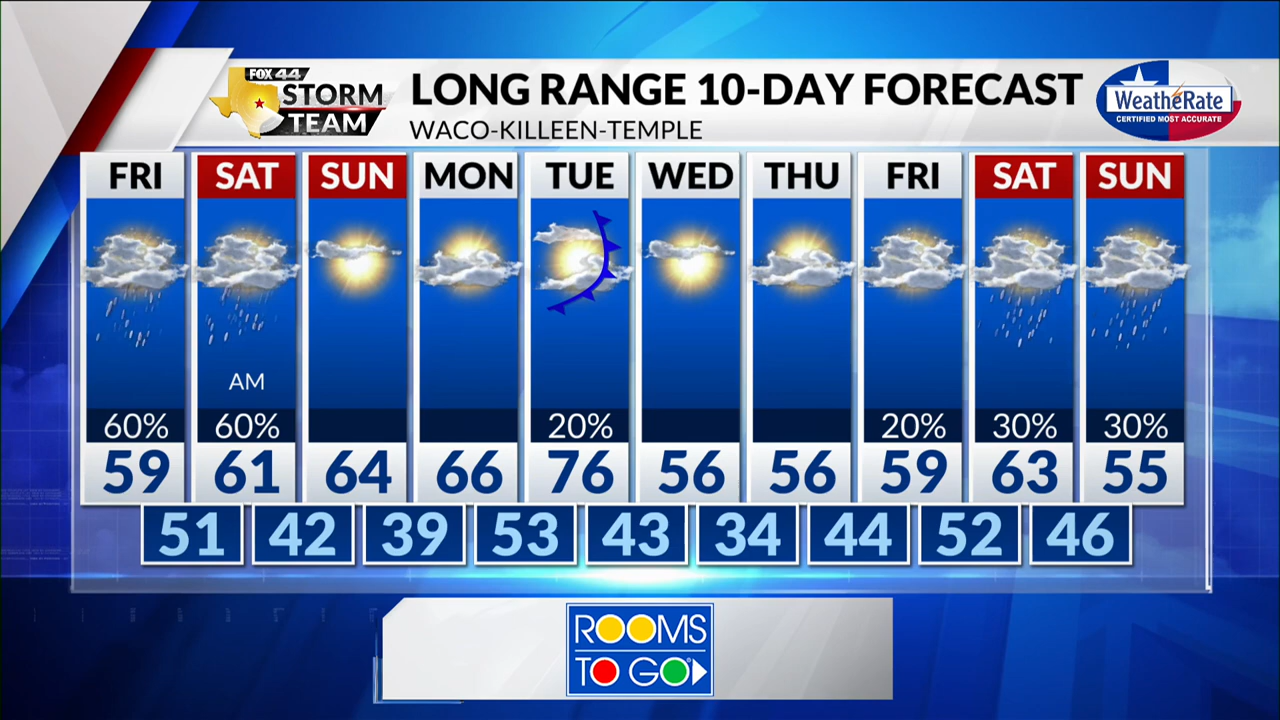 FOX 44
STORM
TEAM
LONG RANGE 10-DAY FORECAST
WACO-KILLEEN-TEMPLE
WeatheRate
CERTIFIED MOST ACCURATE
FRI SAT SUN MON TUE WED THU FRI SAT SUN
AM
60% 60% 20% 20% 30% 30%
59 61 64 66 76 56 56 59 63 55
51 42 39 53 43 34 44 52 46
ROOMS
TO GO